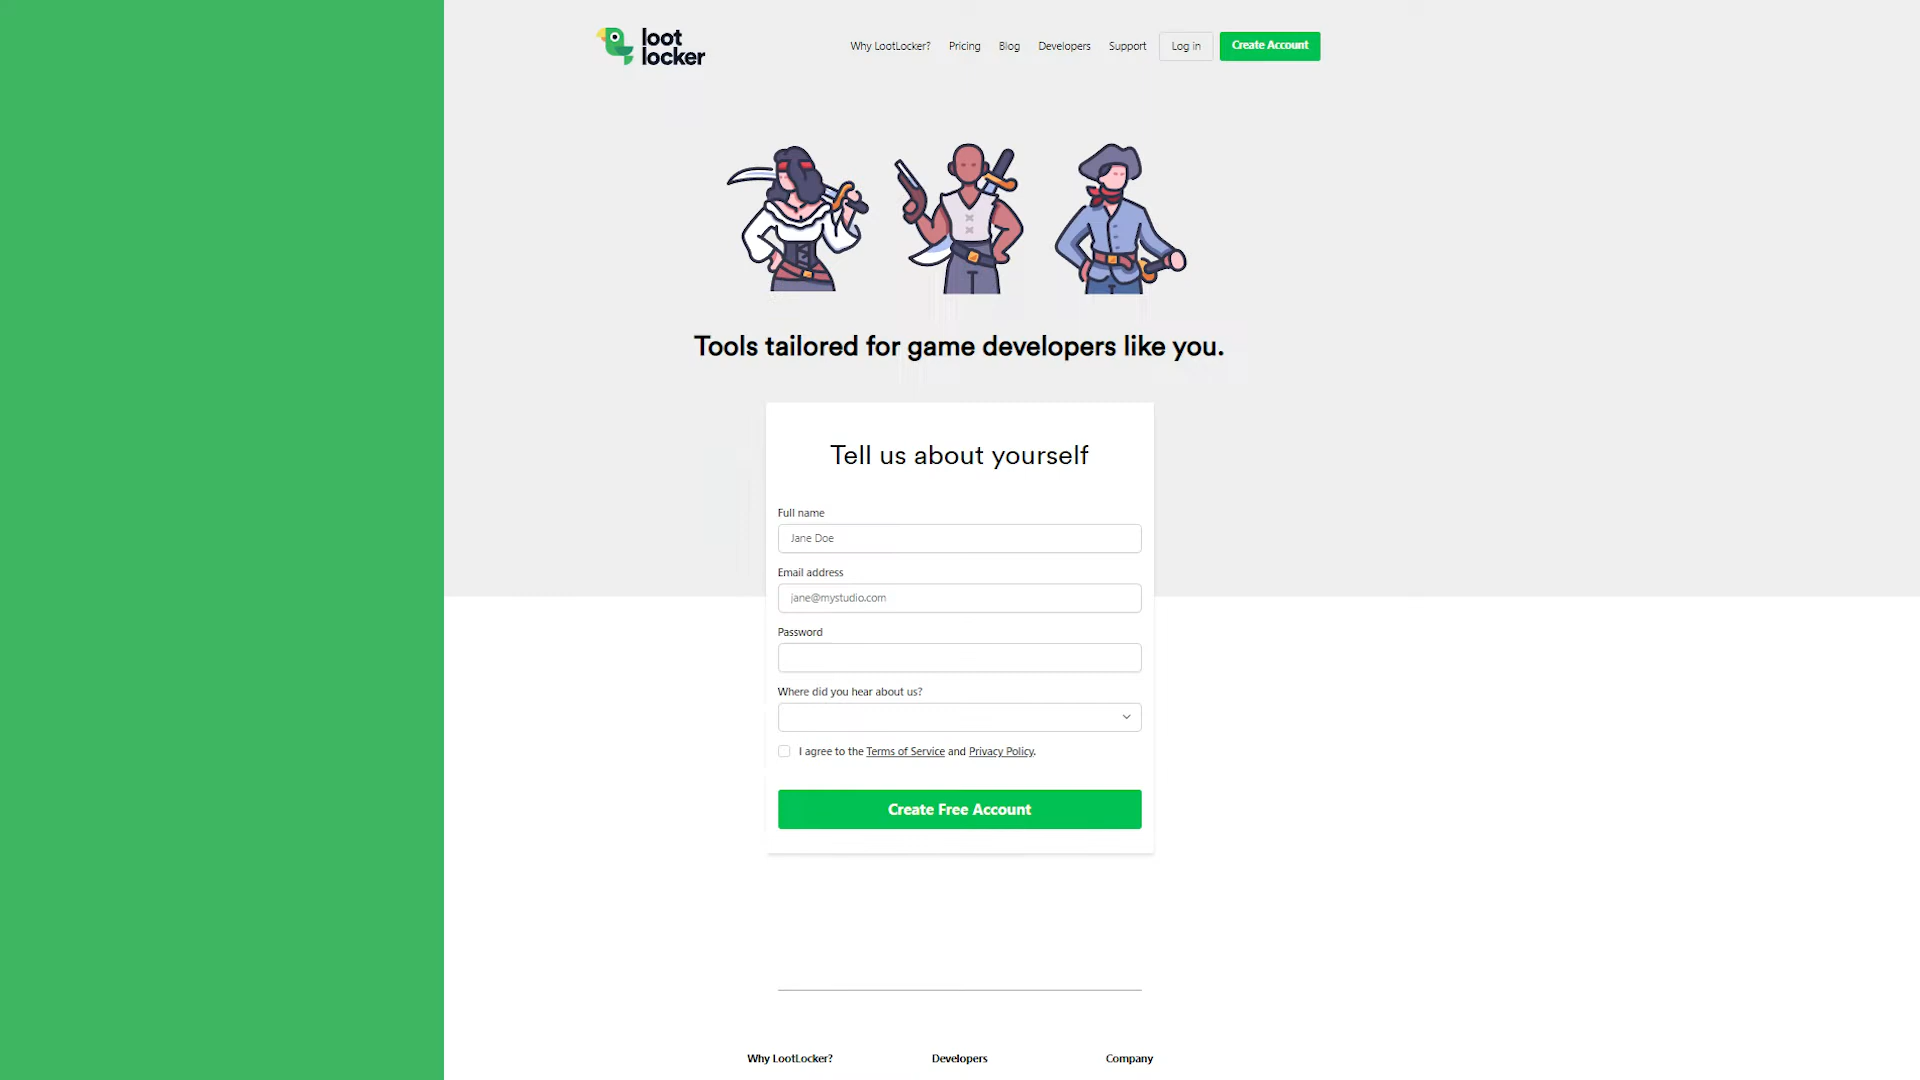 loot
locker
Why LootLocker? Pricing Blog Developers Support Log in Create Account
Tools tailored for game developers like you.
Tell us about yourself
Full name
Jane Doe
Email address
jane@mystudio.com
Password
Where did you hear about us?
I agree to the Terms of Service and Privacy Policy.
Create Free Account
Why LootLocker? Developers Company